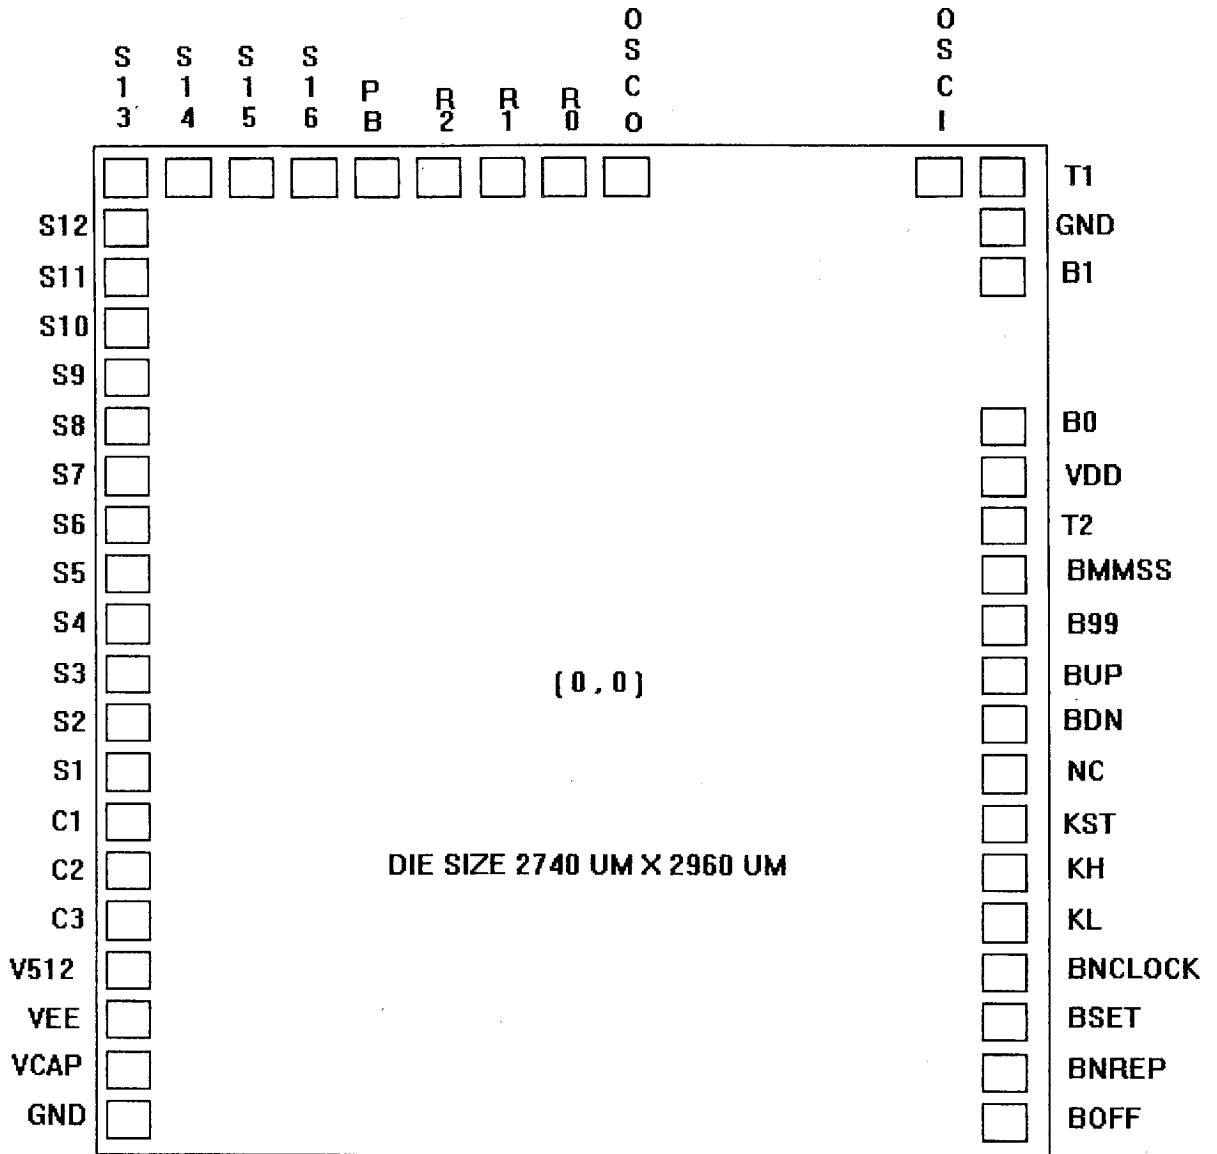 S13
S14
S15
S16
PB
R2
R1
R0
OSCO
OSCI
T1
S12
GND
S11
B1
S10
S9
S8
B0
S7
VDD
S6
T2
S5
BMMSS
S4
B99
S3
(0,0)
BUP
S2
BDN
S1
NC
C1
KST
C2
DIE SIZE 2740 UM X 2960 UM
KH
C3
KL
V512
BNCLOCK
VEE
BSET
VCAP
BNREP
GND
BOFF